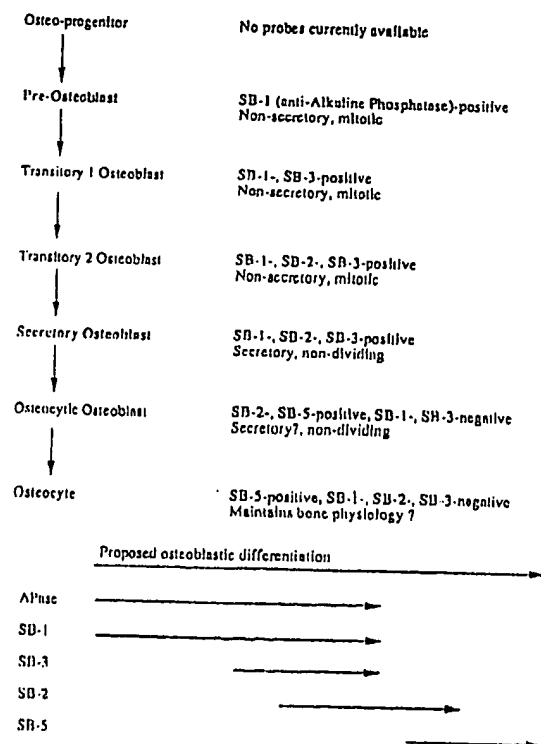 Osteo-progenitor No probes currently available
Pre-Osteoblast SB-1 (anti-Alkaline Phosphatase)-positive
Non-secretory, mitotic
Transitory 1 Osteoblast SB-1-, SB-3-positive
Non-secretory, mitotic
Transitory 2 Osteoblast SB-1-, SB-2-, SB-3-positive
Non-secretory, mitotic
Secretory Osteoblast SB-1-, SB-2-, SB-3-positive
Secretory, non-dividing
Osteocytic Osteoblast SB-2-, SB-5-positive, SB-1-, SB-3-negative
Secretory?, non-dividing
Osteocyte SB-5-positive, SB-1-, SB-2-, SB-3-negative
Maintains bone physiology ?
Proposed osteoblastic differentiation
APase
SB-1
SB-3
SB-2
SB-5